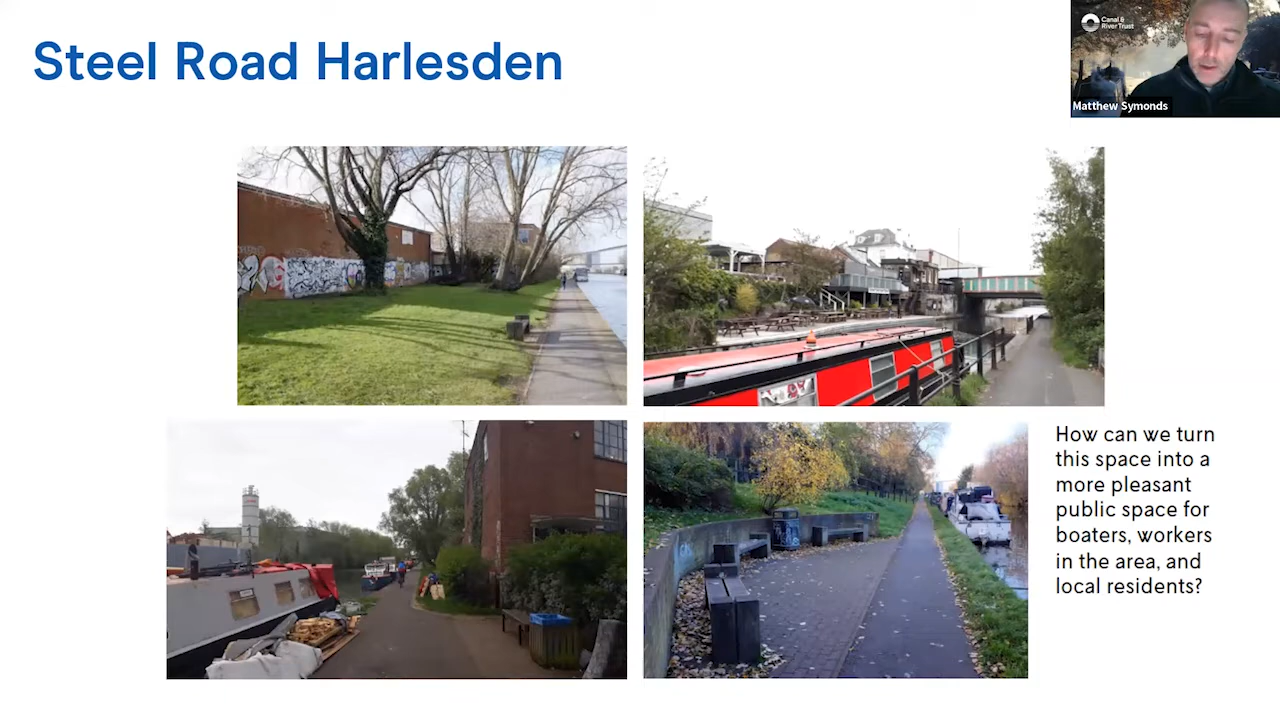 Steel Road Harlesden
Canal &
River Trust
Matthew Symonds
How can we turn
this space into a
more pleasant
public space for
boaters, workers
in the area, and
local residents?